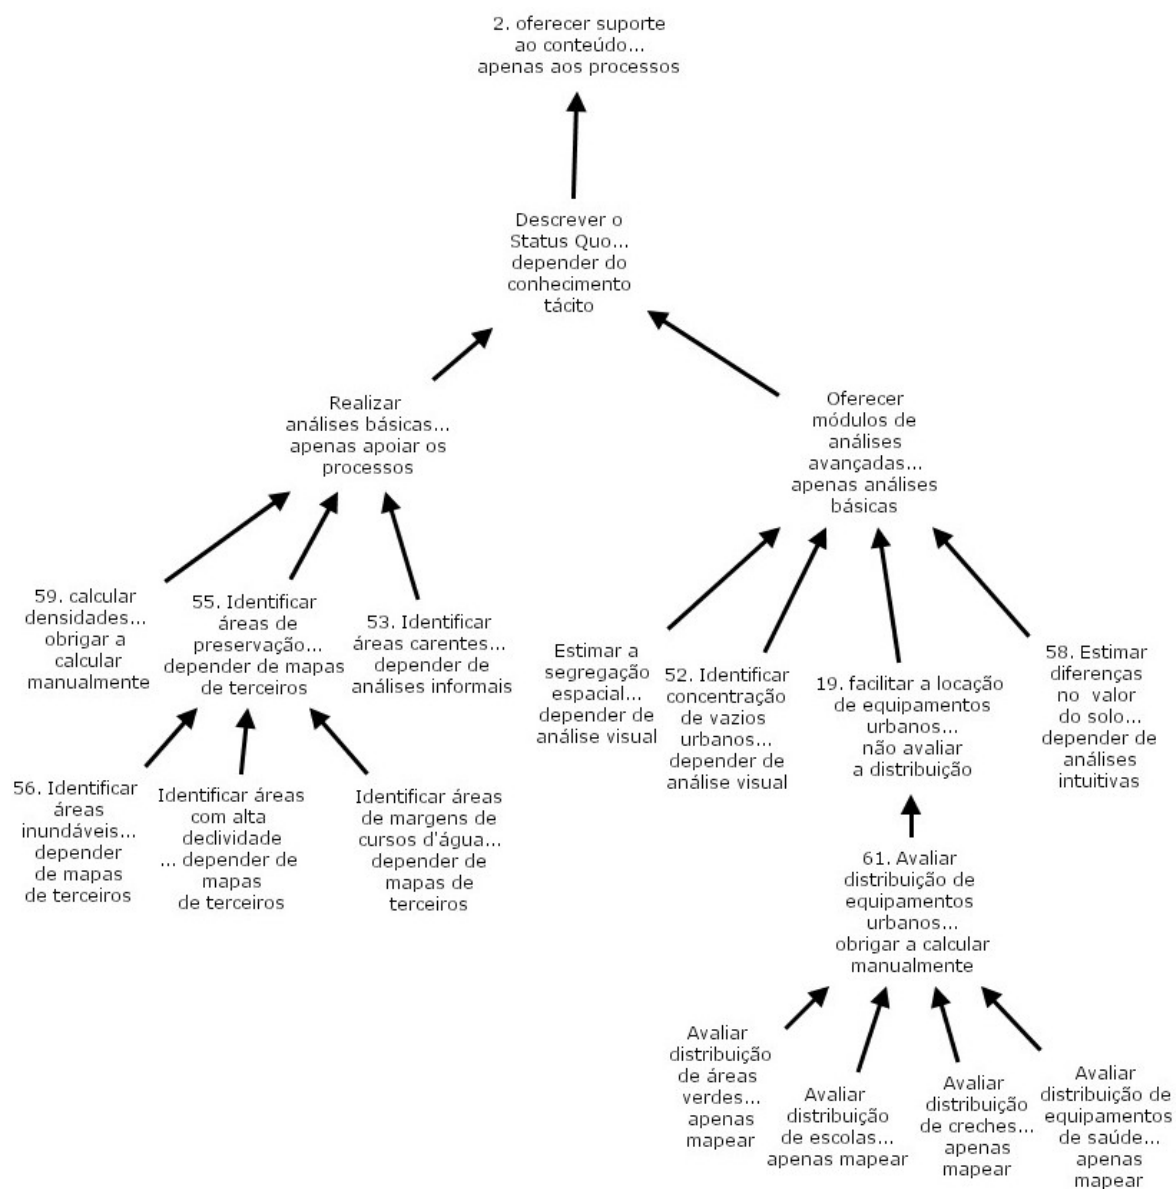 2. oferecer suporte
ao conteúdo...
apenas aos processos
Descrever o
Status Quo...
depender do
conhecimento
tácito
Realizar
análises básicas...
apenas apoiar os
processos
Oferecer
módulos de
análises
avançadas...
apenas análises
básicas
59. calcular
densidades...
obrigar a
calcular
manualmente
55. Identificar
áreas de
preservação...
depender de mapas
de terceiros
53. Identificar
áreas carentes...
depender de
análises informais
Estimar a
segregação
espacial...
depender de
análise visual
52. Identificar
concentração
de vazios
urbanos...
depender de
análise visual
19. facilitar a locação
de equipamentos
urbanos...
não avaliar
a distribuição
58. Estimar
diferenças
no valor
do solo...
depender de
análises
intuitivas
56. Identificar
áreas
inundáveis...
depender
de mapas
de terceiros
Identificar áreas
com alta
declividade
... depender de
mapas
de terceiros
Identificar áreas
de margens de
cursos d'água...
depender de
mapas de
terceiros
61. Avaliar
distribuição de
equipamentos
urbanos...
obrigar a calcular
manualmente
Avaliar
distribuição
de áreas
verdes...
apenas
mapear
Avaliar
distribuição
de escolas...
apenas mapear
Avaliar
distribuição
de creches...
apenas
mapear
Avaliar
distribuição de
equipamentos
de saúde...
apenas
mapear